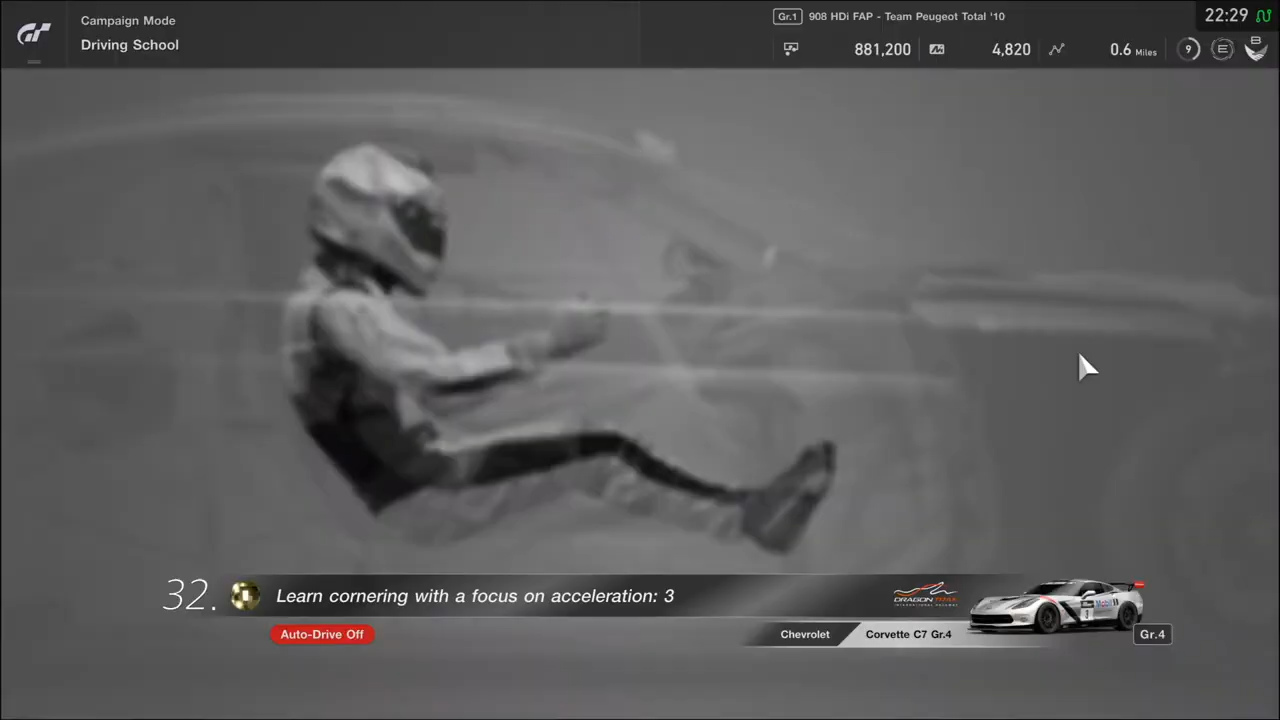 Campaign Mode
Driving School
Gr.1 908 HDi FAP - Team Peugeot Total '10
22:29
881,200
4,820
0.6 Miles
9
E
B
32. Learn cornering with a focus on acceleration: 3
DRAGON TRAIL
Auto-Drive Off
Chevrolet
Corvette C7 Gr.4
Gr.4